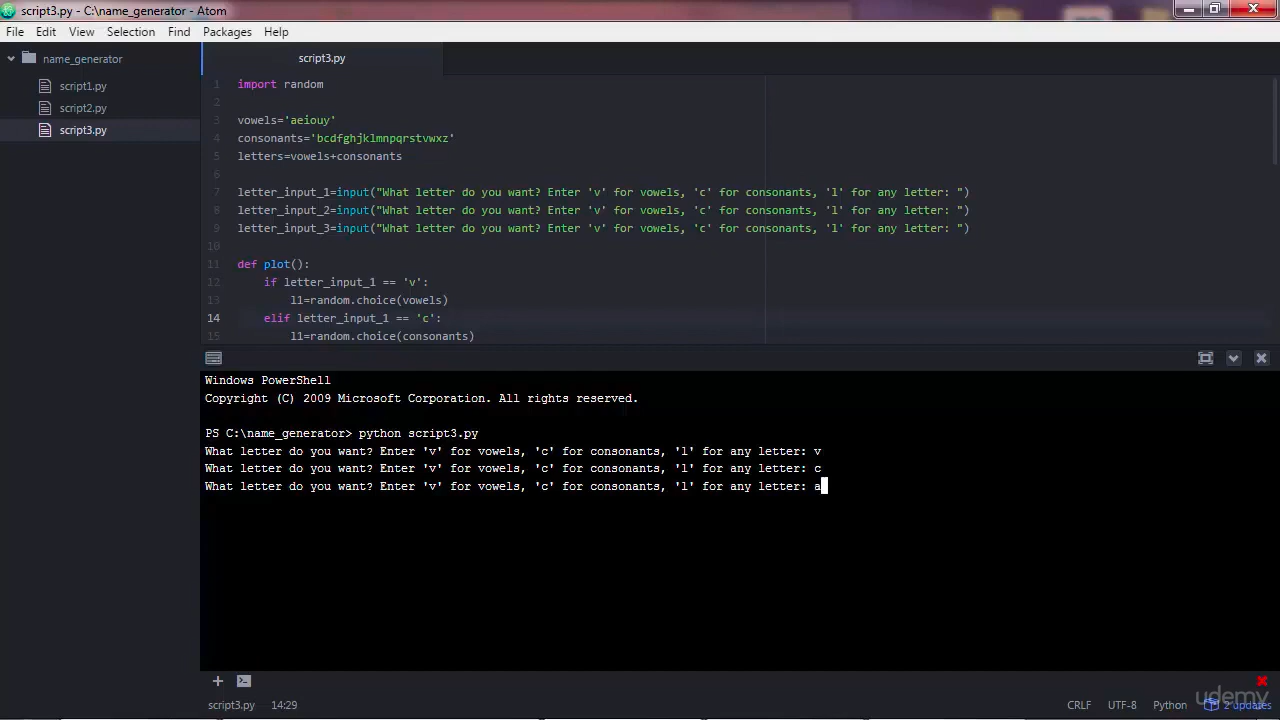 script3.py - C:\name_generator - Atom
File Edit View Selection Find Packages Help
name_generator
script1.py
script2.py
script3.py
script3.py
1 import random
2
3 vowels='aeiouy'
4 consonants='bcdfghjklmnpqrstvwxz'
5 letters=vowels+consonants
6
7 letter_input_1=input("What letter do you want? Enter 'v' for vowels, 'c' for consonants, 'l' for any letter: ")
8 letter_input_2=input("What letter do you want? Enter 'v' for vowels, 'c' for consonants, 'l' for any letter: ")
9 letter_input_3=input("What letter do you want? Enter 'v' for vowels, 'c' for consonants, 'l' for any letter: ")
10
11 def plot():
12 if letter_input_1 == 'v':
13 l1=random.choice(vowels)
14 elif letter_input_1 == 'c':
15 l1=random.choice(consonants)
Windows PowerShell
Copyright (C) 2009 Microsoft Corporation. All rights reserved.
PS C:\name_generator> python script3.py
What letter do you want? Enter 'v' for vowels, 'c' for consonants, 'l' for any letter: v
What letter do you want? Enter 'v' for vowels, 'c' for consonants, 'l' for any letter: c
What letter do you want? Enter 'v' for vowels, 'c' for consonants, 'l' for any letter: a
script3.py 14:29 CRLF UTF-8 Python 2 updates
udemy